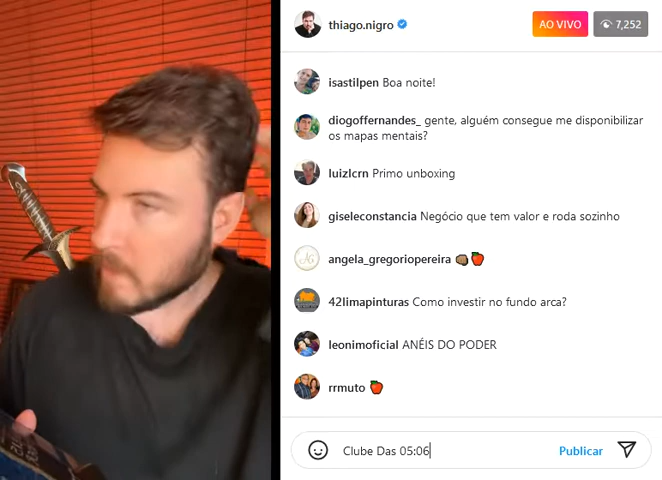 thiago.nigro
AO VIVO
7,252
isastilpen Boa noite!
diogoffernandes_ gente, alguém consegue me disponibilizar
os mapas mentais?
luizlcrn Primo unboxing
giseleconstancia Negócio que tem valor e roda sozinho
angela_gregoriopereira
42limapinturas Como investir no fundo arca?
leonimoficial ANÉIS DO PODER
rrmuto
Clube Das 05:06
Publicar